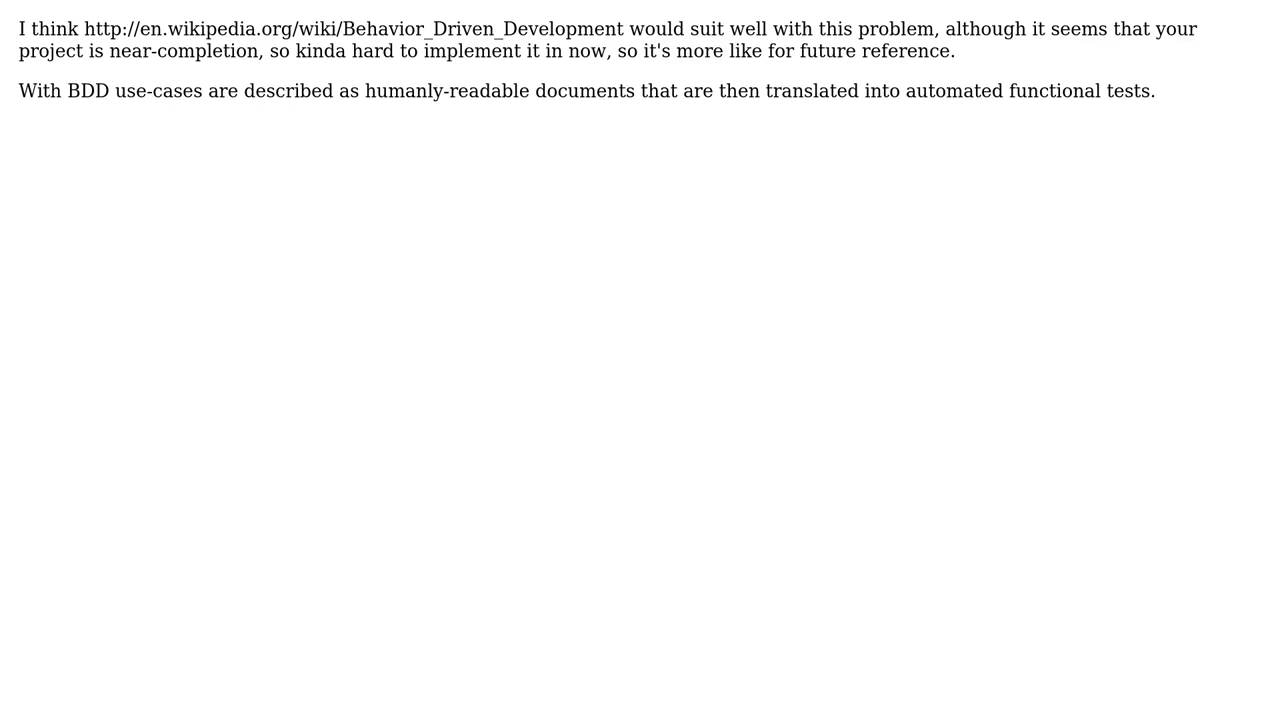 I think http://en.wikipedia.org/wiki/Behavior_Driven_Development would suit well with this problem, although it seems that your
project is near-completion, so kinda hard to implement it in now, so it's more like for future reference.
With BDD use-cases are described as humanly-readable documents that are then translated into automated functional tests.